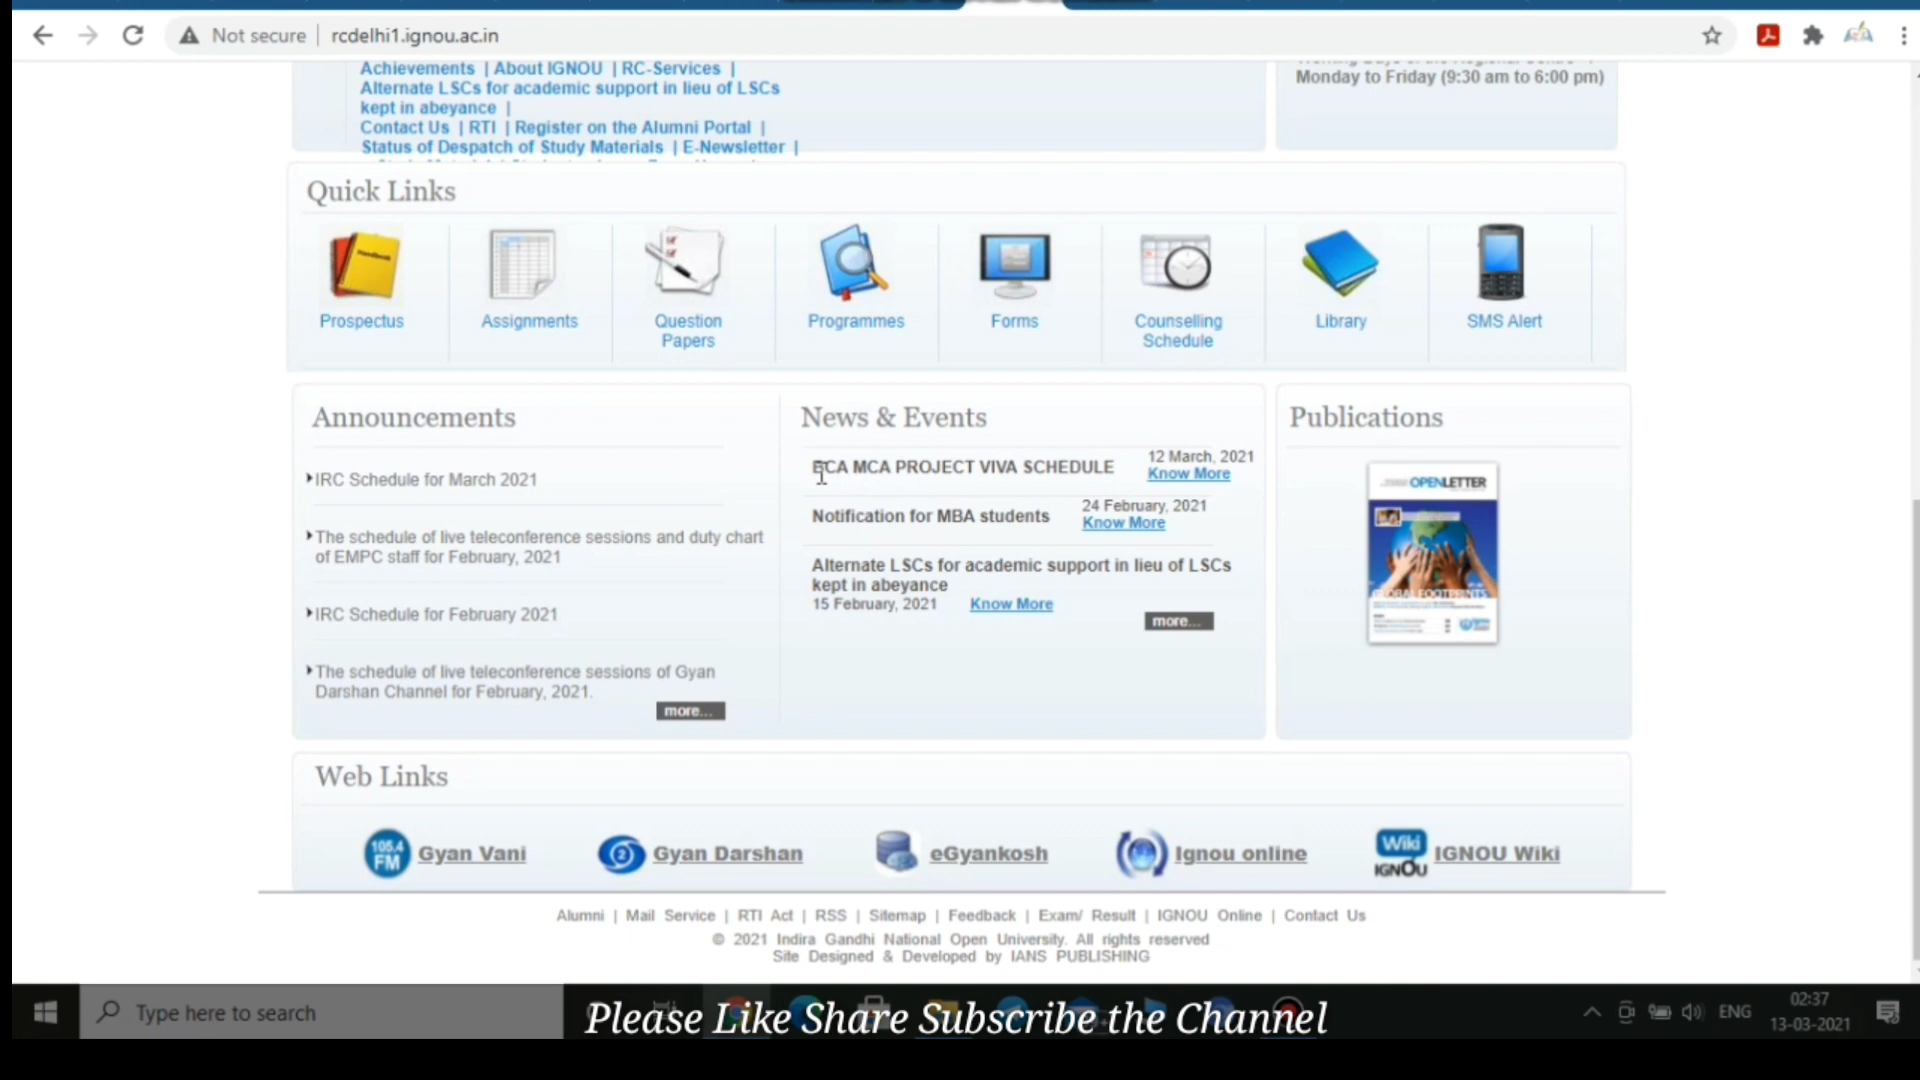 Not secure
rcdelhi1.ignou.ac.in
Achievements | About IGNOU | RC-Services |
Alternate LSCs for academic support in lieu of LSCs
kept in abeyance |
Contact Us | RTI | Register on the Alumni Portal |
Status of Despatch of Study Materials | E-Newsletter |
Monday to Friday (9:30 am to 6:00 pm)
Quick Links
Handbook
Prospectus
Assignments
Question
Papers
Programmes
Forms
Counselling
Schedule
Library
SMS Alert
Announcements
IRC Schedule for March 2021
The schedule of live teleconference sessions and duty chart
of EMPC staff for February, 2021
IRC Schedule for February 2021
The schedule of live teleconference sessions of Gyan
Darshan Channel for February, 2021.
more...
News & Events
BCA MCA PROJECT VIVA SCHEDULE
12 March, 2021
Know More
Notification for MBA students
24 February, 2021
Know More
Alternate LSCs for academic support in lieu of LSCs
kept in abeyance
15 February, 2021 Know More
more...
Publications
OPENLETTER
GLOBAL FOOTPRINTS
Web Links
105.4
FM
Gyan Vani
2
Gyan Darshan
eGyankosh
Ignou online
Wiki
IGNOU
IGNOU Wiki
Alumni | Mail Service | RTI Act | RSS | Sitemap | Feedback | Exam/ Result | IGNOU Online | Contact Us
© 2021 Indira Gandhi National Open University. All rights reserved
Site Designed & Developed by IANS PUBLISHING
Type here to search
Please Like Share Subscribe the Channel
ENG
02:37
13-03-2021